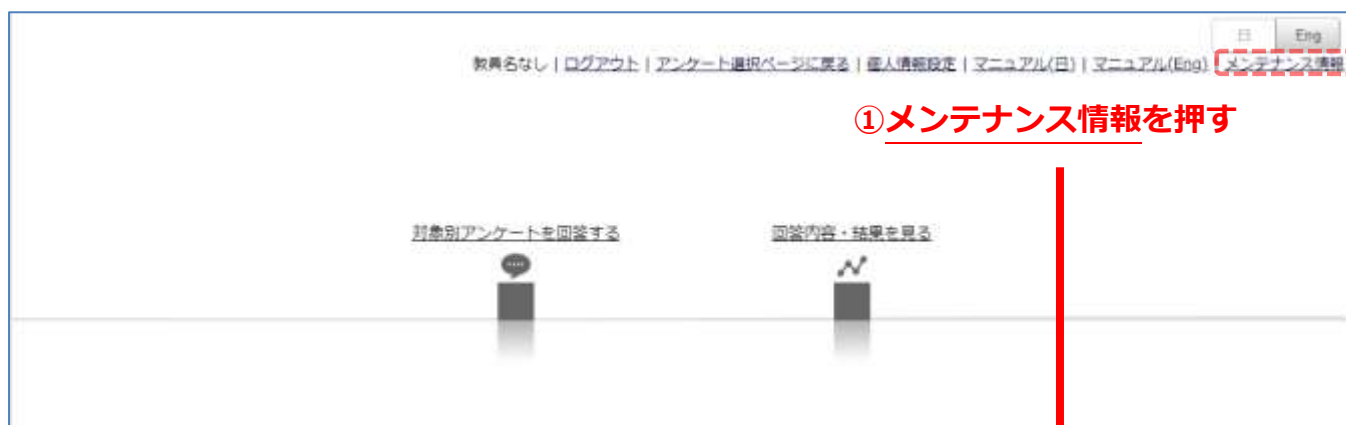 日 Eng
教員名なし | ログアウト | アンケート選択ページに戻る | 個人情報設定 | マニュアル(日) | マニュアル(Eng) | メンテナンス情報
①メンテナンス情報を押す
対象別アンケートを回答する 回答内容・結果を見る